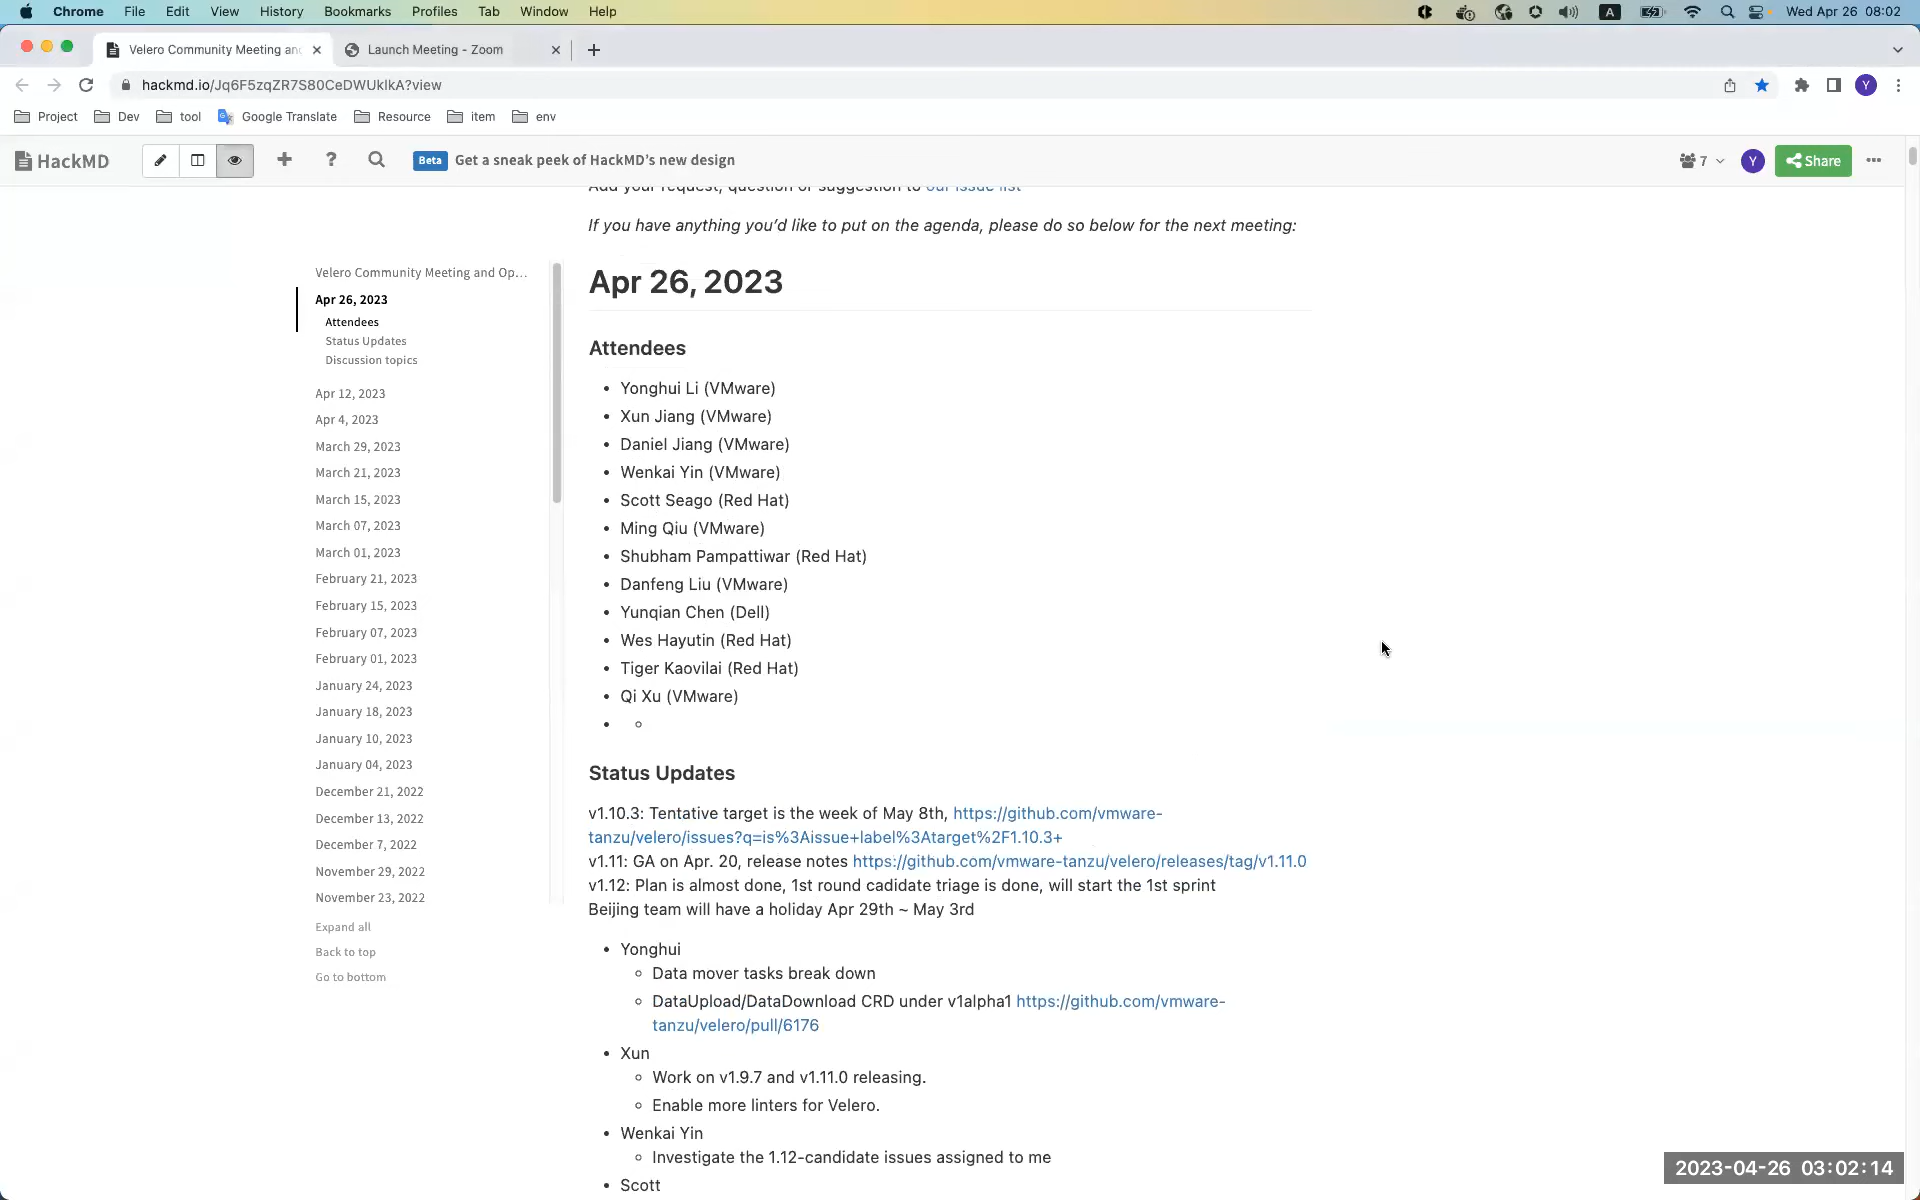 Chrome File Edit View History Bookmarks Profiles Tab Window Help
A
Wed Apr 26 08:02
Velero Community Meeting an
Launch Meeting - Zoom
hackmd.io/Jq6F5zqZR7S80CeDWUklkA?view
Y
Project Dev tool Google Translate Resource item env
HackMD
?
Beta Get a sneak peek of HackMD's new design
7
Y
Share
Add your request, question or suggestion to our issue list
If you have anything you'd like to put on the agenda, please do so below for the next meeting:
Velero Community Meeting and Op...
Apr 26, 2023
Attendees
Status Updates
Discussion topics
Apr 12, 2023
Apr 4, 2023
March 29, 2023
March 21, 2023
March 15, 2023
March 07, 2023
March 01, 2023
February 21, 2023
February 15, 2023
February 07, 2023
February 01, 2023
January 24, 2023
January 18, 2023
January 10, 2023
January 04, 2023
December 21, 2022
December 13, 2022
December 7, 2022
November 29, 2022
November 23, 2022
Expand all
Back to top
Go to bottom
Apr 26, 2023
Attendees
Yonghui Li (VMware)
Xun Jiang (VMware)
Daniel Jiang (VMware)
Wenkai Yin (VMware)
Scott Seago (Red Hat)
Ming Qiu (VMware)
Shubham Pampattiwar (Red Hat)
Danfeng Liu (VMware)
Yunqian Chen (Dell)
Wes Hayutin (Red Hat)
Tiger Kaovilai (Red Hat)
Qi Xu (VMware)
Status Updates
v1.10.3: Tentative target is the week of May 8th, https://github.com/vmware-
tanzu/velero/issues?q=is%3Aissue+label%3Atarget%2F1.10.3+
v1.11: GA on Apr. 20, release notes https://github.com/vmware-tanzu/velero/releases/tag/v1.11.0
v1.12: Plan is almost done, 1st round cadidate triage is done, will start the 1st sprint
Beijing team will have a holiday Apr 29th ~ May 3rd
Yonghui
Data mover tasks break down
DataUpload/DataDownload CRD under v1alpha1 https://github.com/vmware-
tanzu/velero/pull/6176
Xun
Work on v1.9.7 and v1.11.0 releasing.
Enable more linters for Velero.
Wenkai Yin
Investigate the 1.12-candidate issues assigned to me
Scott
2023-04-26 03:02:14